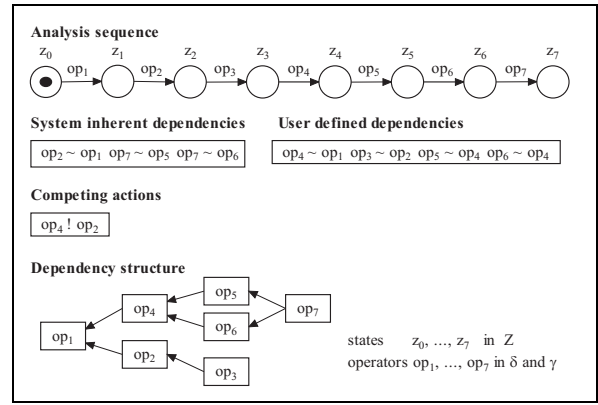 Analysis sequence
z0 z1 z2 z3 z4 z5 z6 z7
op1 op2 op3 op4 op5 op6 op7
System inherent dependencies User defined dependencies
op2 ~ op1 op7 ~ op5 op7 ~ op6 op4 ~ op1 op3 ~ op2 op5 ~ op4 op6 ~ op4
Competing actions
op4 ! op2
Dependency structure
op5
op4 op7
op6
op1
op2
op3
states z0, ..., z7 in Z
operators op1, ..., op7 in δ and γ